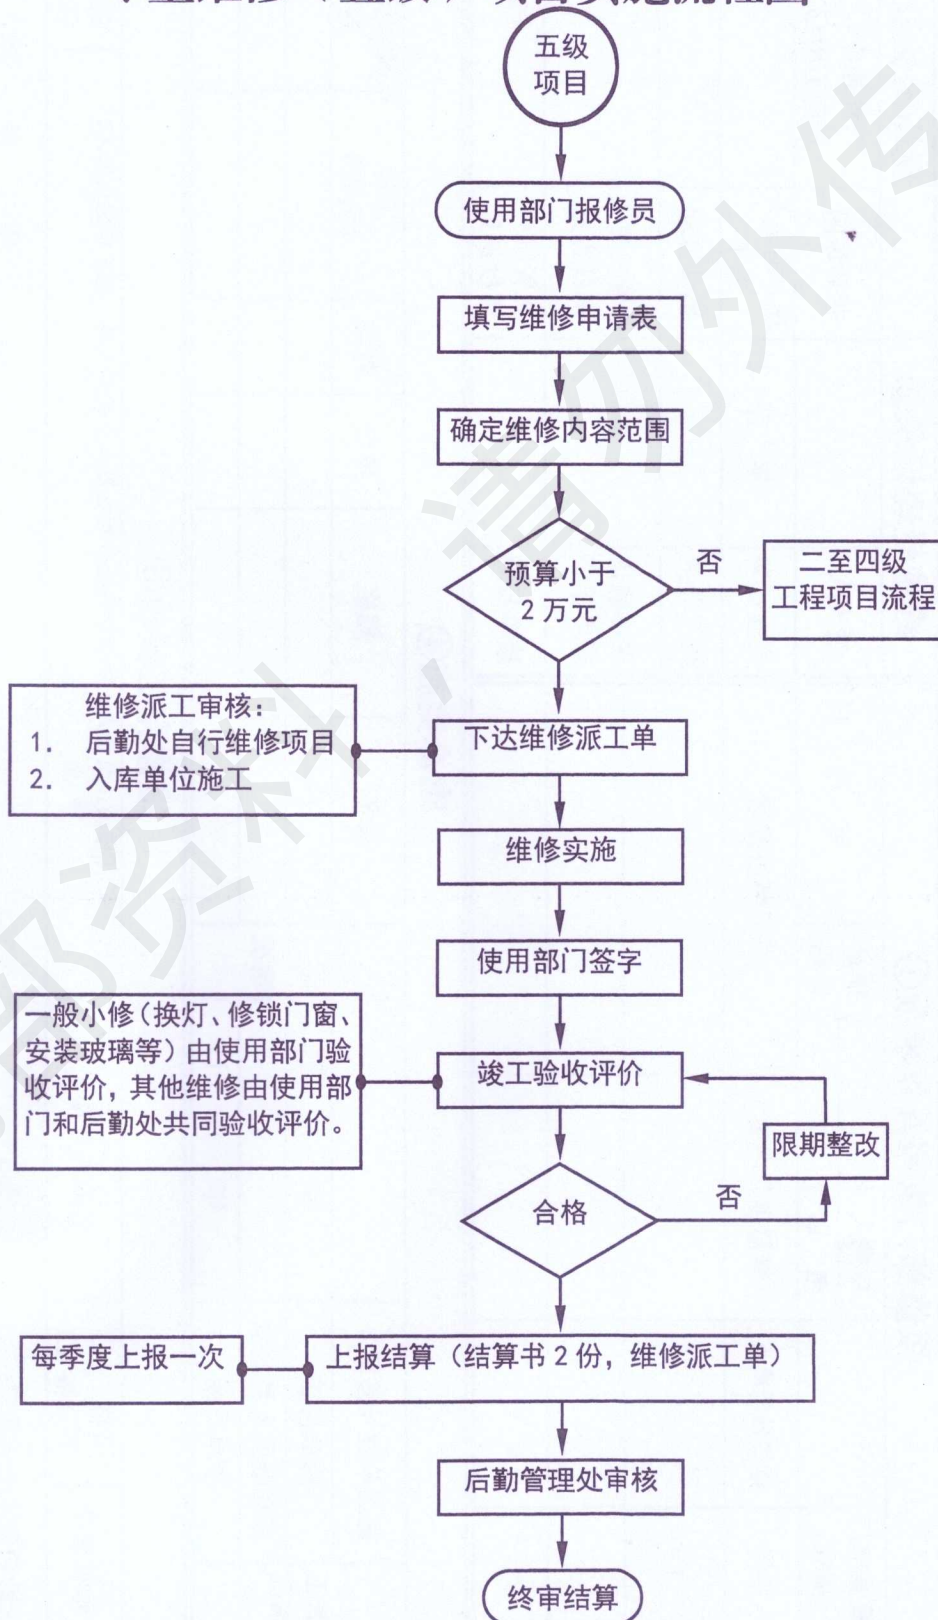 五级
项目
使用部门报修员
填写维修申请表
确定维修内容范围
预算小于
2万元
否
二至四级
工程项目流程
维修派工审核：
1. 后勤处自行维修项目
2. 入库单位施工
下达维修派工单
维修实施
使用部门签字
一般小修（换灯、修锁门窗、
安装玻璃等）由使用部门验
收评价，其他维修由使用部
门和后勤处共同验收评价。
竣工验收评价
限期整改
合格
否
每季度上报一次
上报结算（结算书2份，维修派工单）
后勤管理处审核
终审结算
部资料，请勿外传